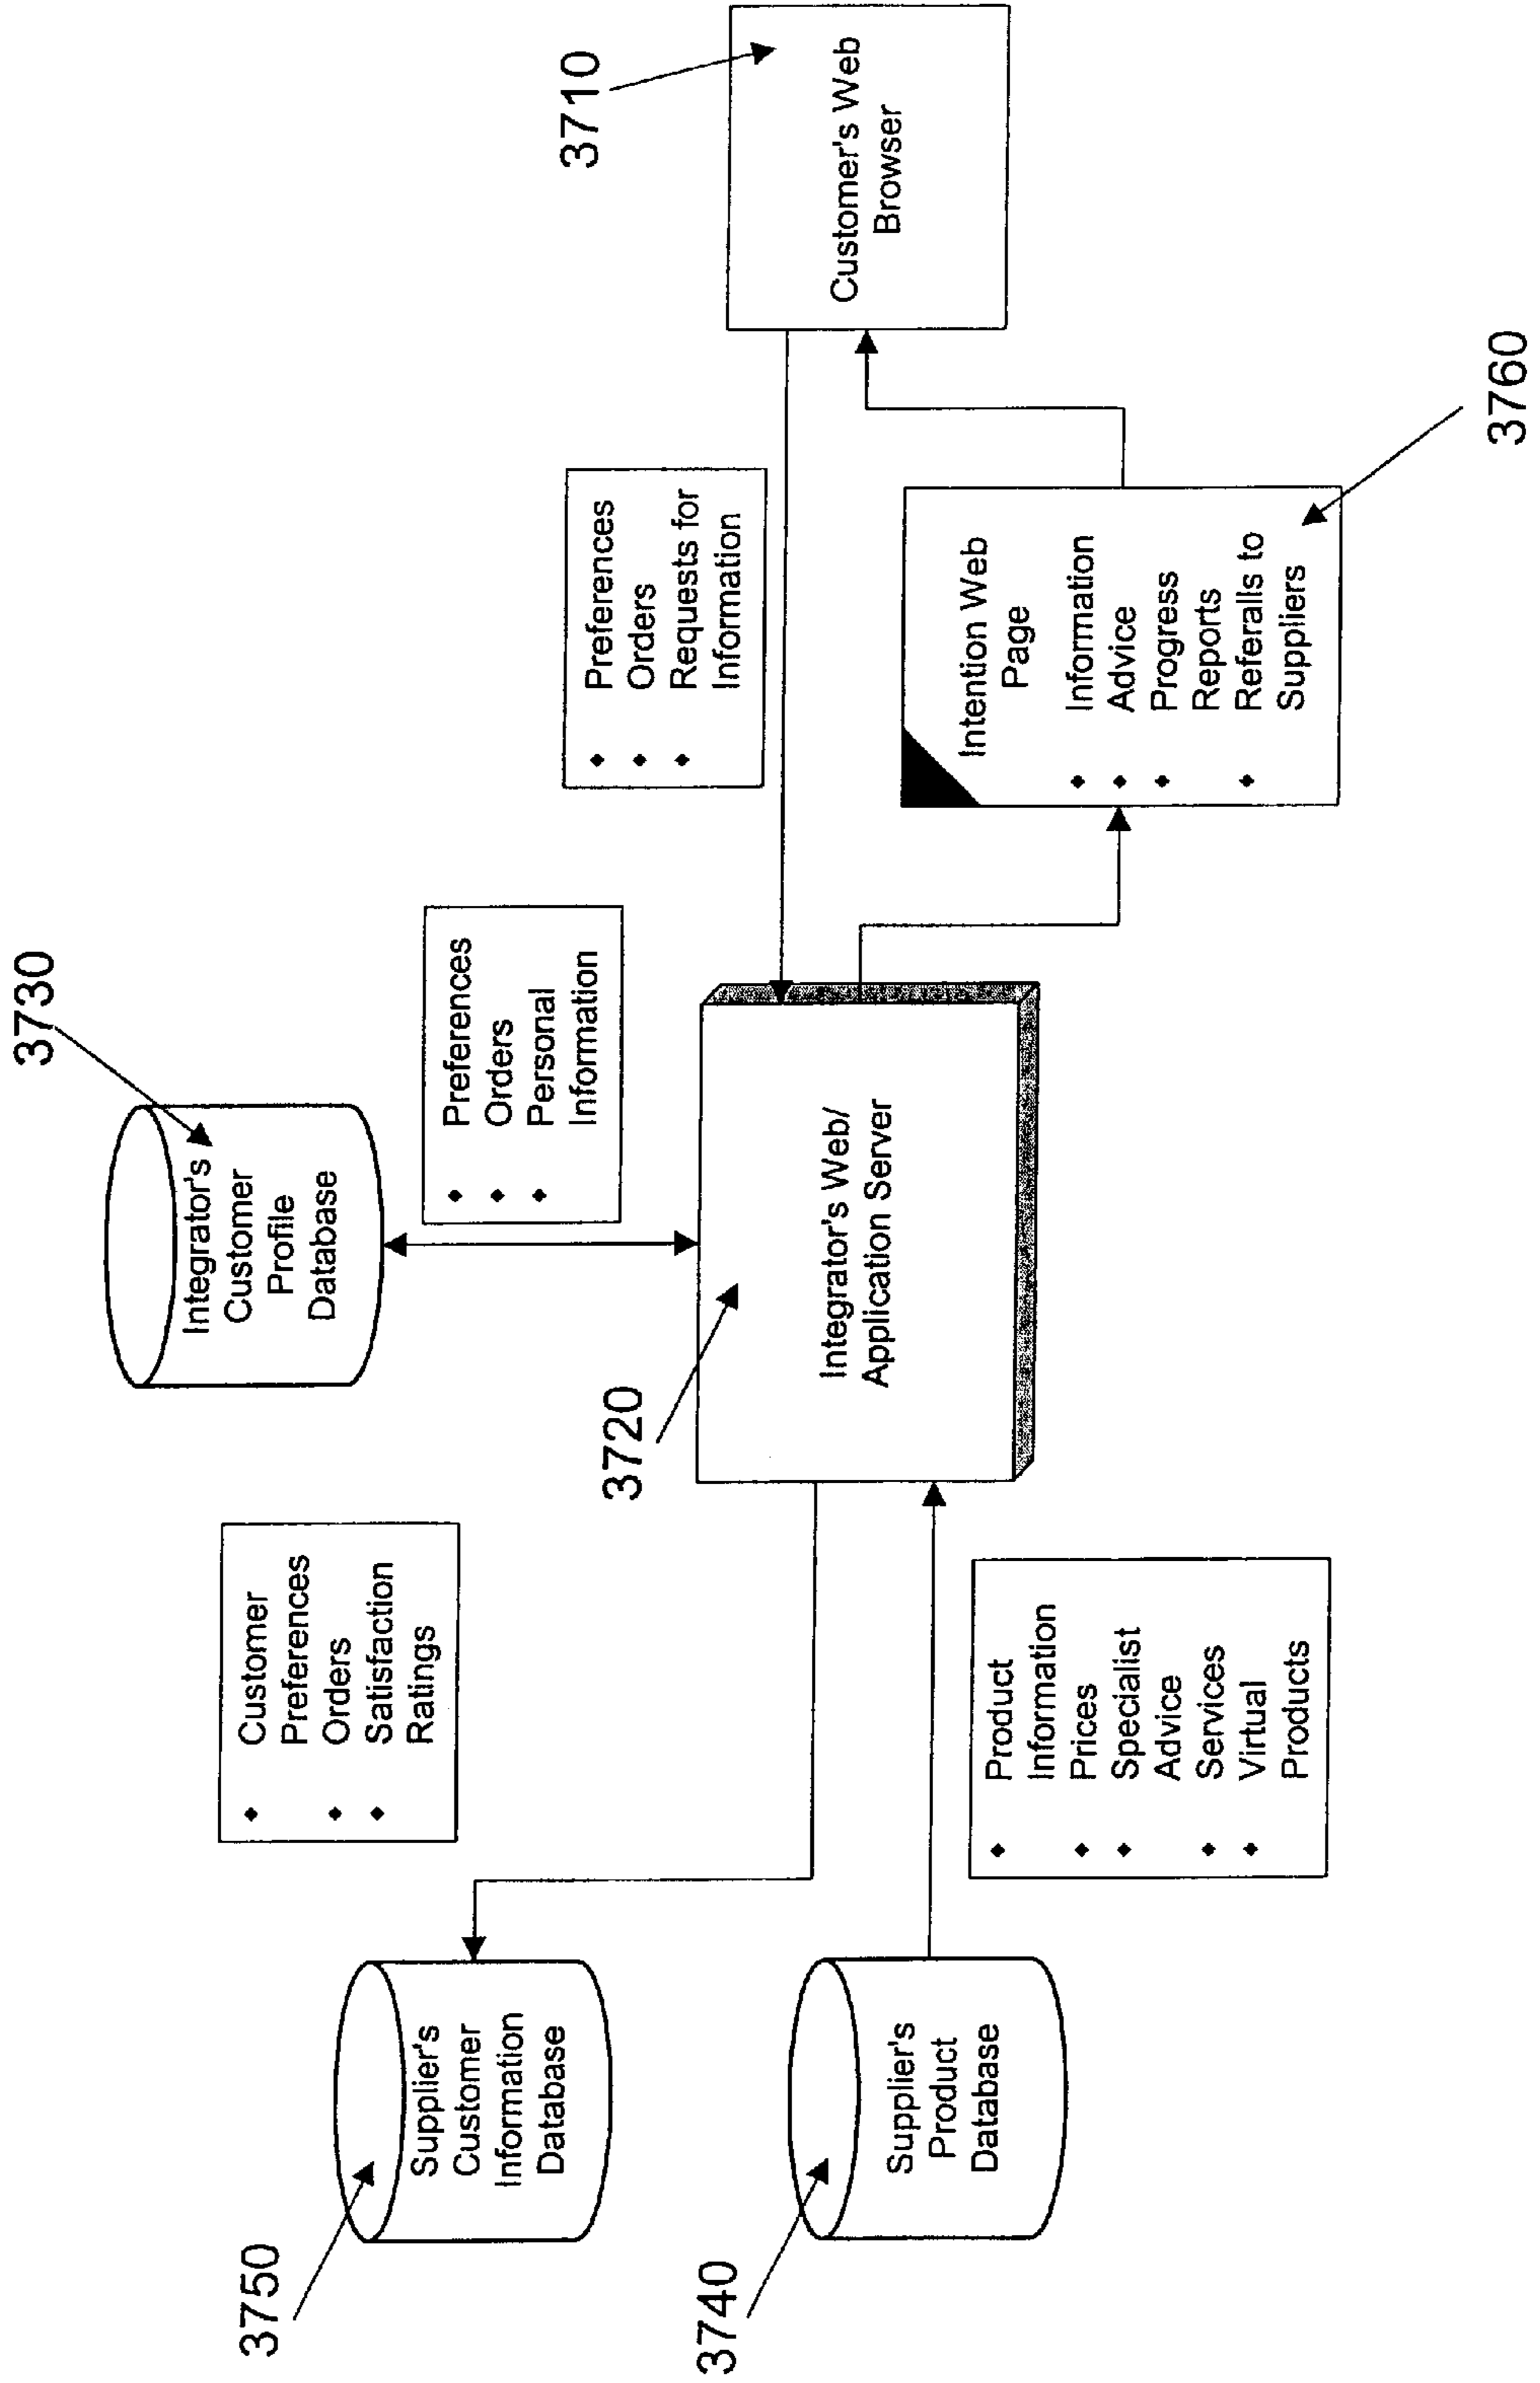 3730
Integrator's
Customer
Profile
Database
3750
Supplier's
Customer
Information
Database
◆ Customer
Preferences
◆ Orders
◆ Satisfaction
Ratings
◆ Preferences
◆ Orders
◆ Personal
Information
◆ Preferences
◆ Orders
◆ Requests for
Information
3710
Customer's Web
Browser
3720
Integrator's Web/
Application Server
3740
Supplier's
Product
Database
◆ Product
Information
◆ Prices
◆ Specialist
Advice
◆ Services
◆ Virtual
Products
Intention Web
Page
◆ Information
◆ Advice
◆ Progress
Reports
◆ Referalls to
Suppliers
3760